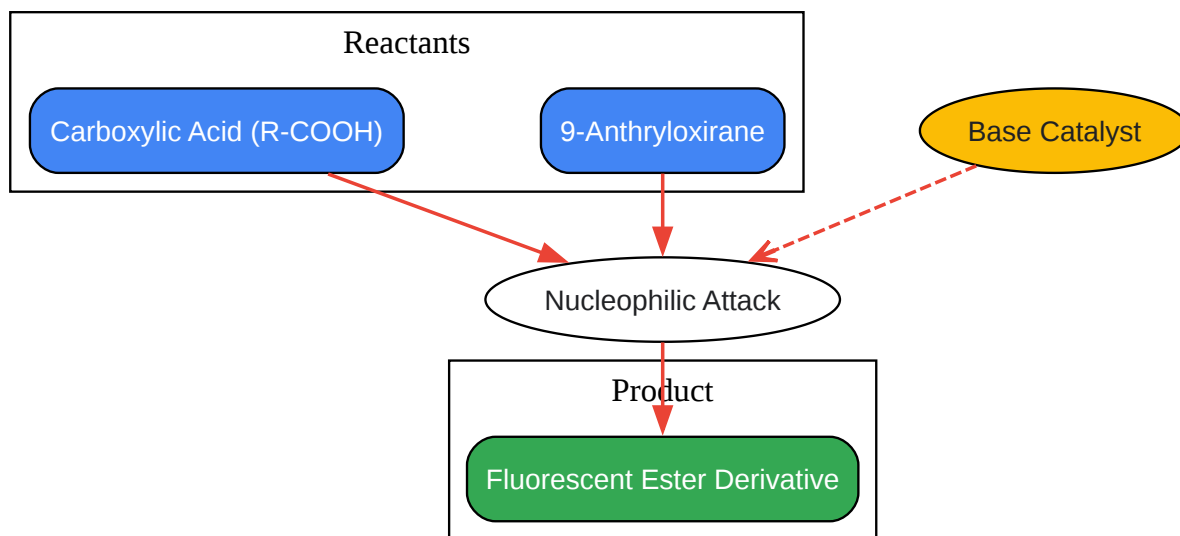 Reactants
Carboxylic Acid (R-COOH)
9-Anthryloxirane
Base Catalyst
Nucleophilic Attack
Product
Fluorescent Ester Derivative